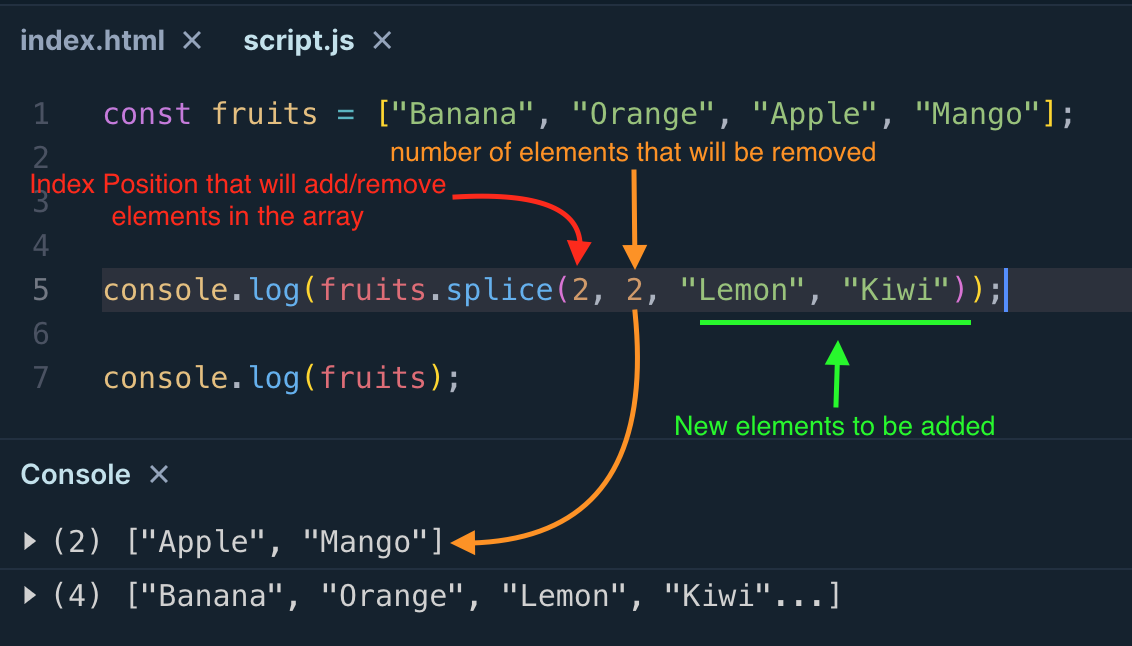 index.html × script.js ×
1 const fruits = ["Banana", "Orange", "Apple", "Mango"];
number of elements that will be removed
2
Index Position that will add/remove
3
elements in the array
4
5 console.log(fruits.splice(2, 2, "Lemon", "Kiwi"));
6
7 console.log(fruits);
New elements to be added
Console ×
(2) ["Apple", "Mango"]
(4) ["Banana", "Orange", "Lemon", "Kiwi"...]